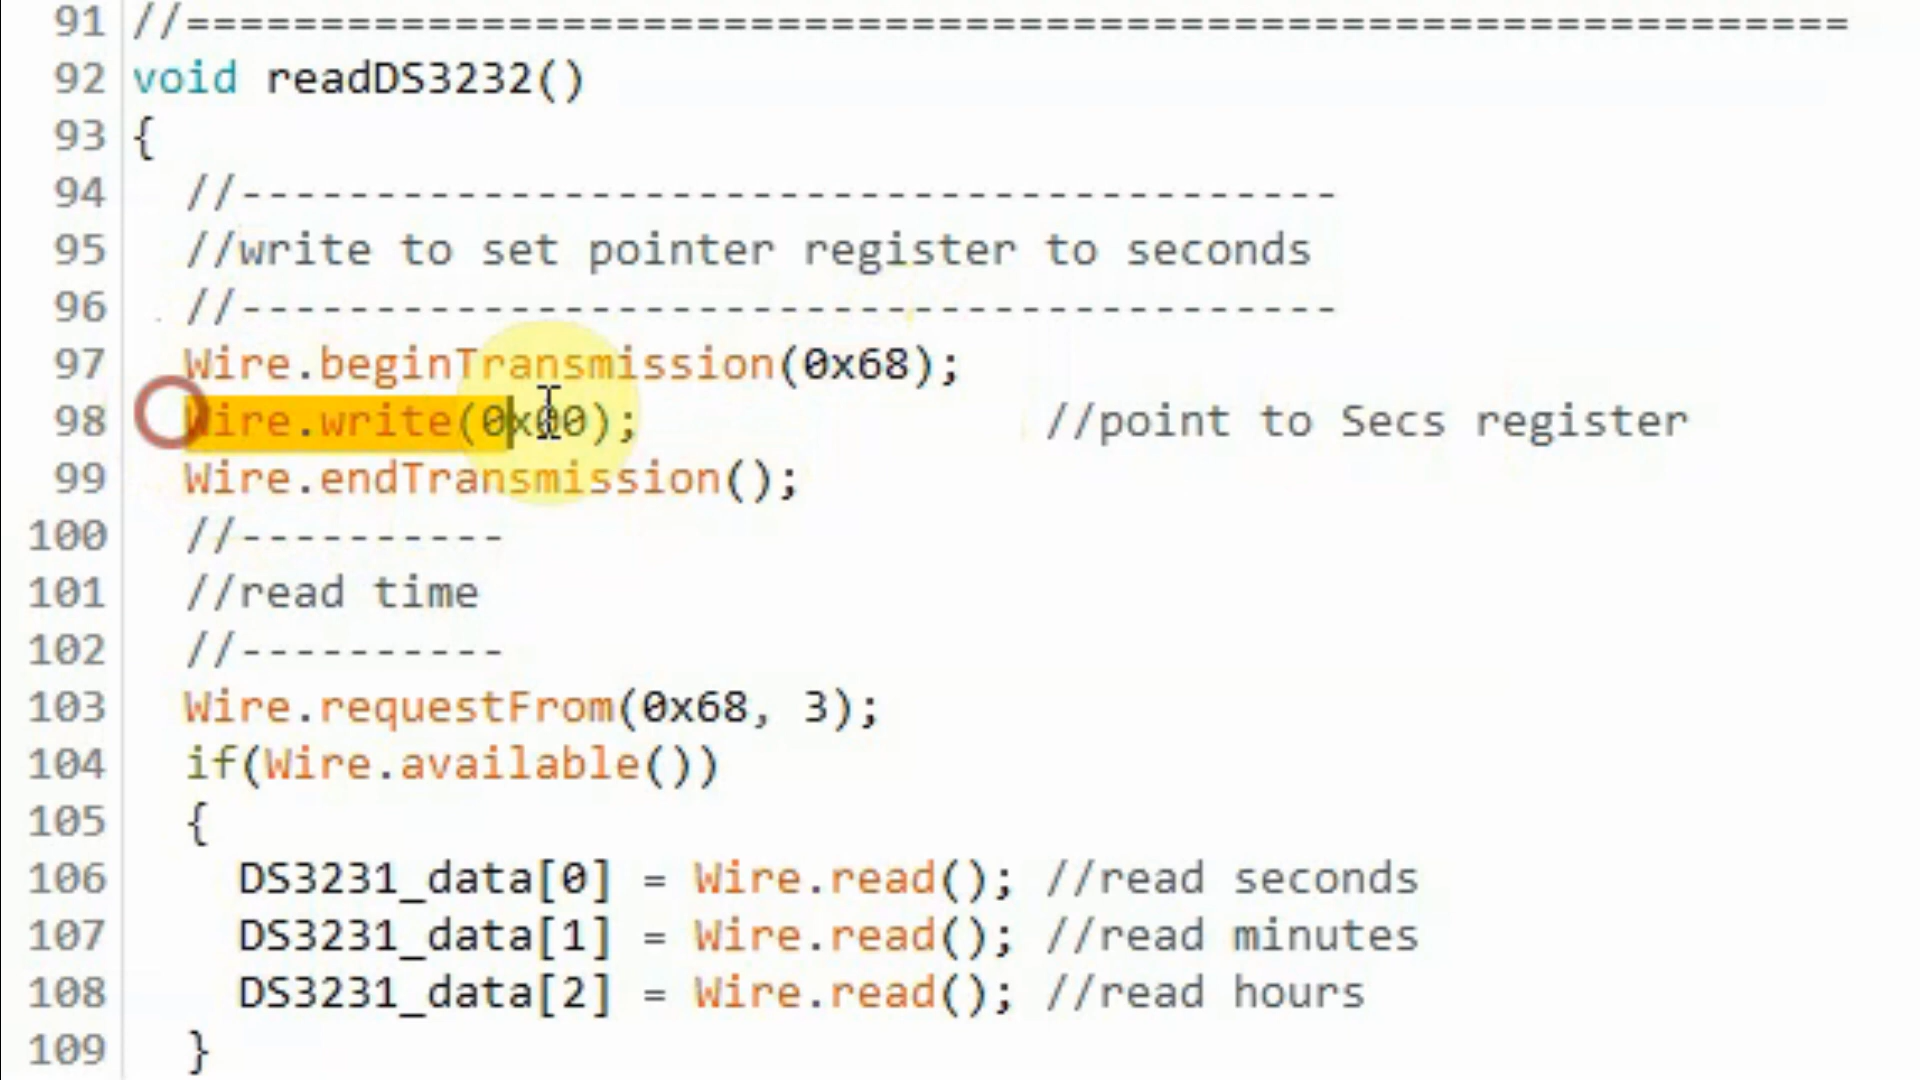 91 //==============================================================
92 void readDS3232()
93 {
94 //-----------------------------------------
95 //write to set pointer register to seconds
96 //-----------------------------------------
97 Wire.beginTransmission(0x68);
98 Wire.write(0x00); //point to Secs register
99 Wire.endTransmission();
100 //----------
101 //read time
102 //----------
103 Wire.requestFrom(0x68, 3);
104 if(Wire.available())
105 {
106 DS3231_data[0] = Wire.read(); //read seconds
107 DS3231_data[1] = Wire.read(); //read minutes
108 DS3231_data[2] = Wire.read(); //read hours
109 }